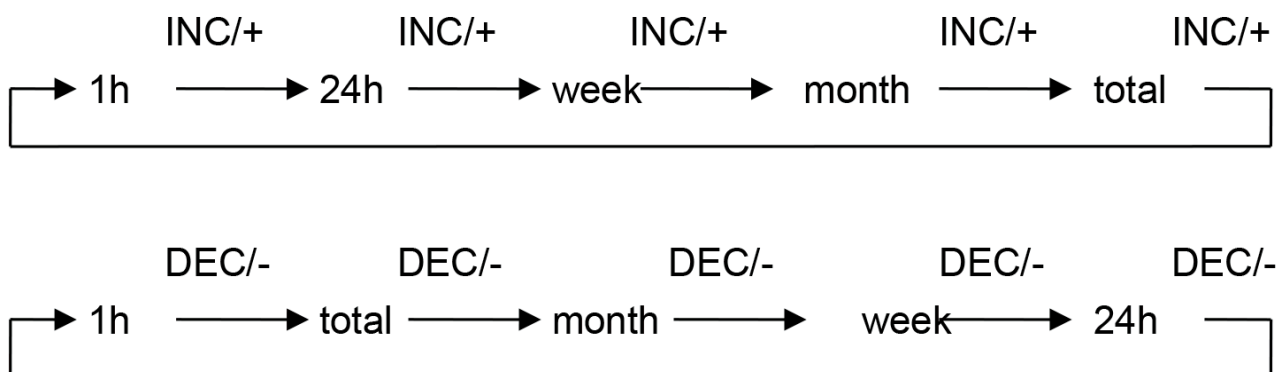 INC/+ INC/+ INC/+ INC/+ INC/+
1h 24h week month total
DEC/- DEC/- DEC/- DEC/- DEC/-
1h total month week 24h